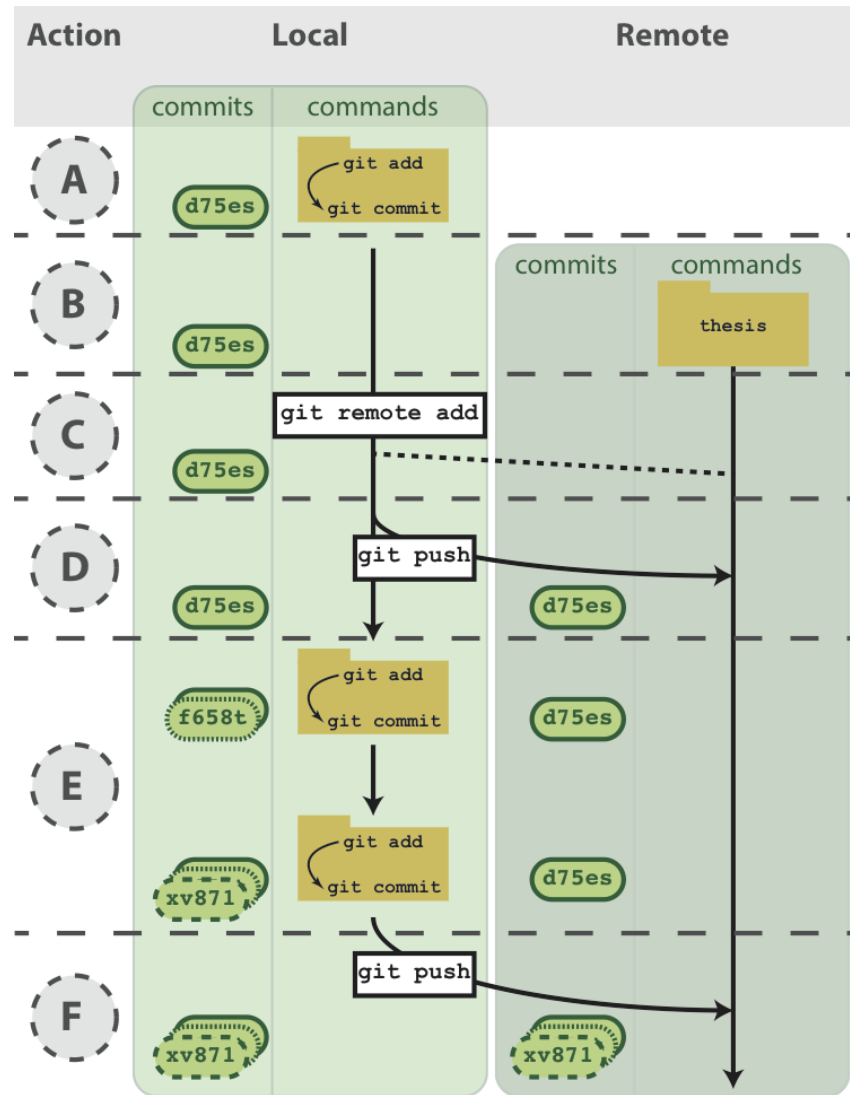 Action Local Remote
commits commands
A
git add
d75es
git commit
commits commands
B
thesis
d75es
git remote add
C
d75es
git push
D
d75es
d75es
git add
f658t
git commit
d75es
E
git add
xv871
git commit
d75es
git push
F
xv871
xv871